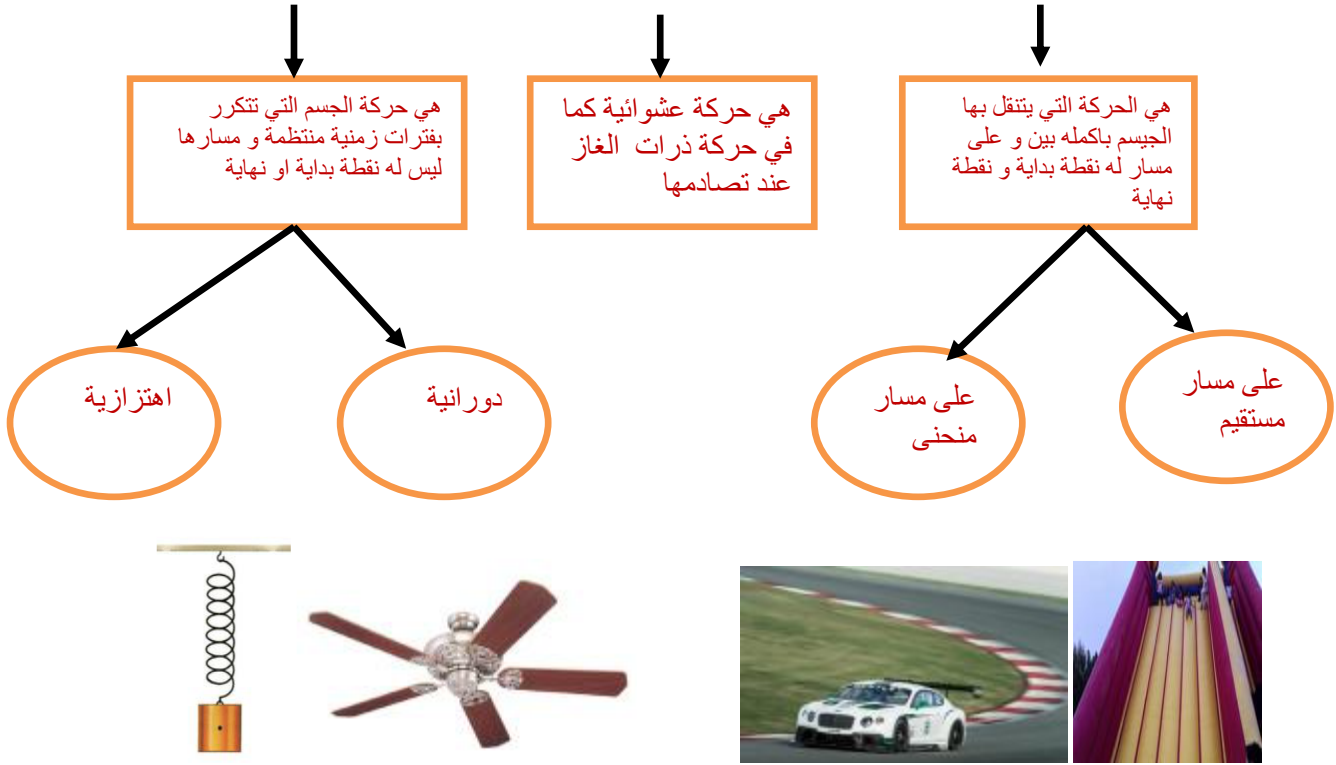 هي الحركة التي يتنقل بها
الجيسم باكمله بين و على
مسار له نقطة بداية و نقطة
نهاية
هي حركة عشوائية كما
في حركة ذرات الغاز
عند تصادمها
هي حركة الجسم التي تتكرر
بفترات زمنية منتظمة و مسارها
ليس له نقطة بداية او نهاية
على مسار
مستقيم
على مسار
منحنى
دورانية
اهتزازية